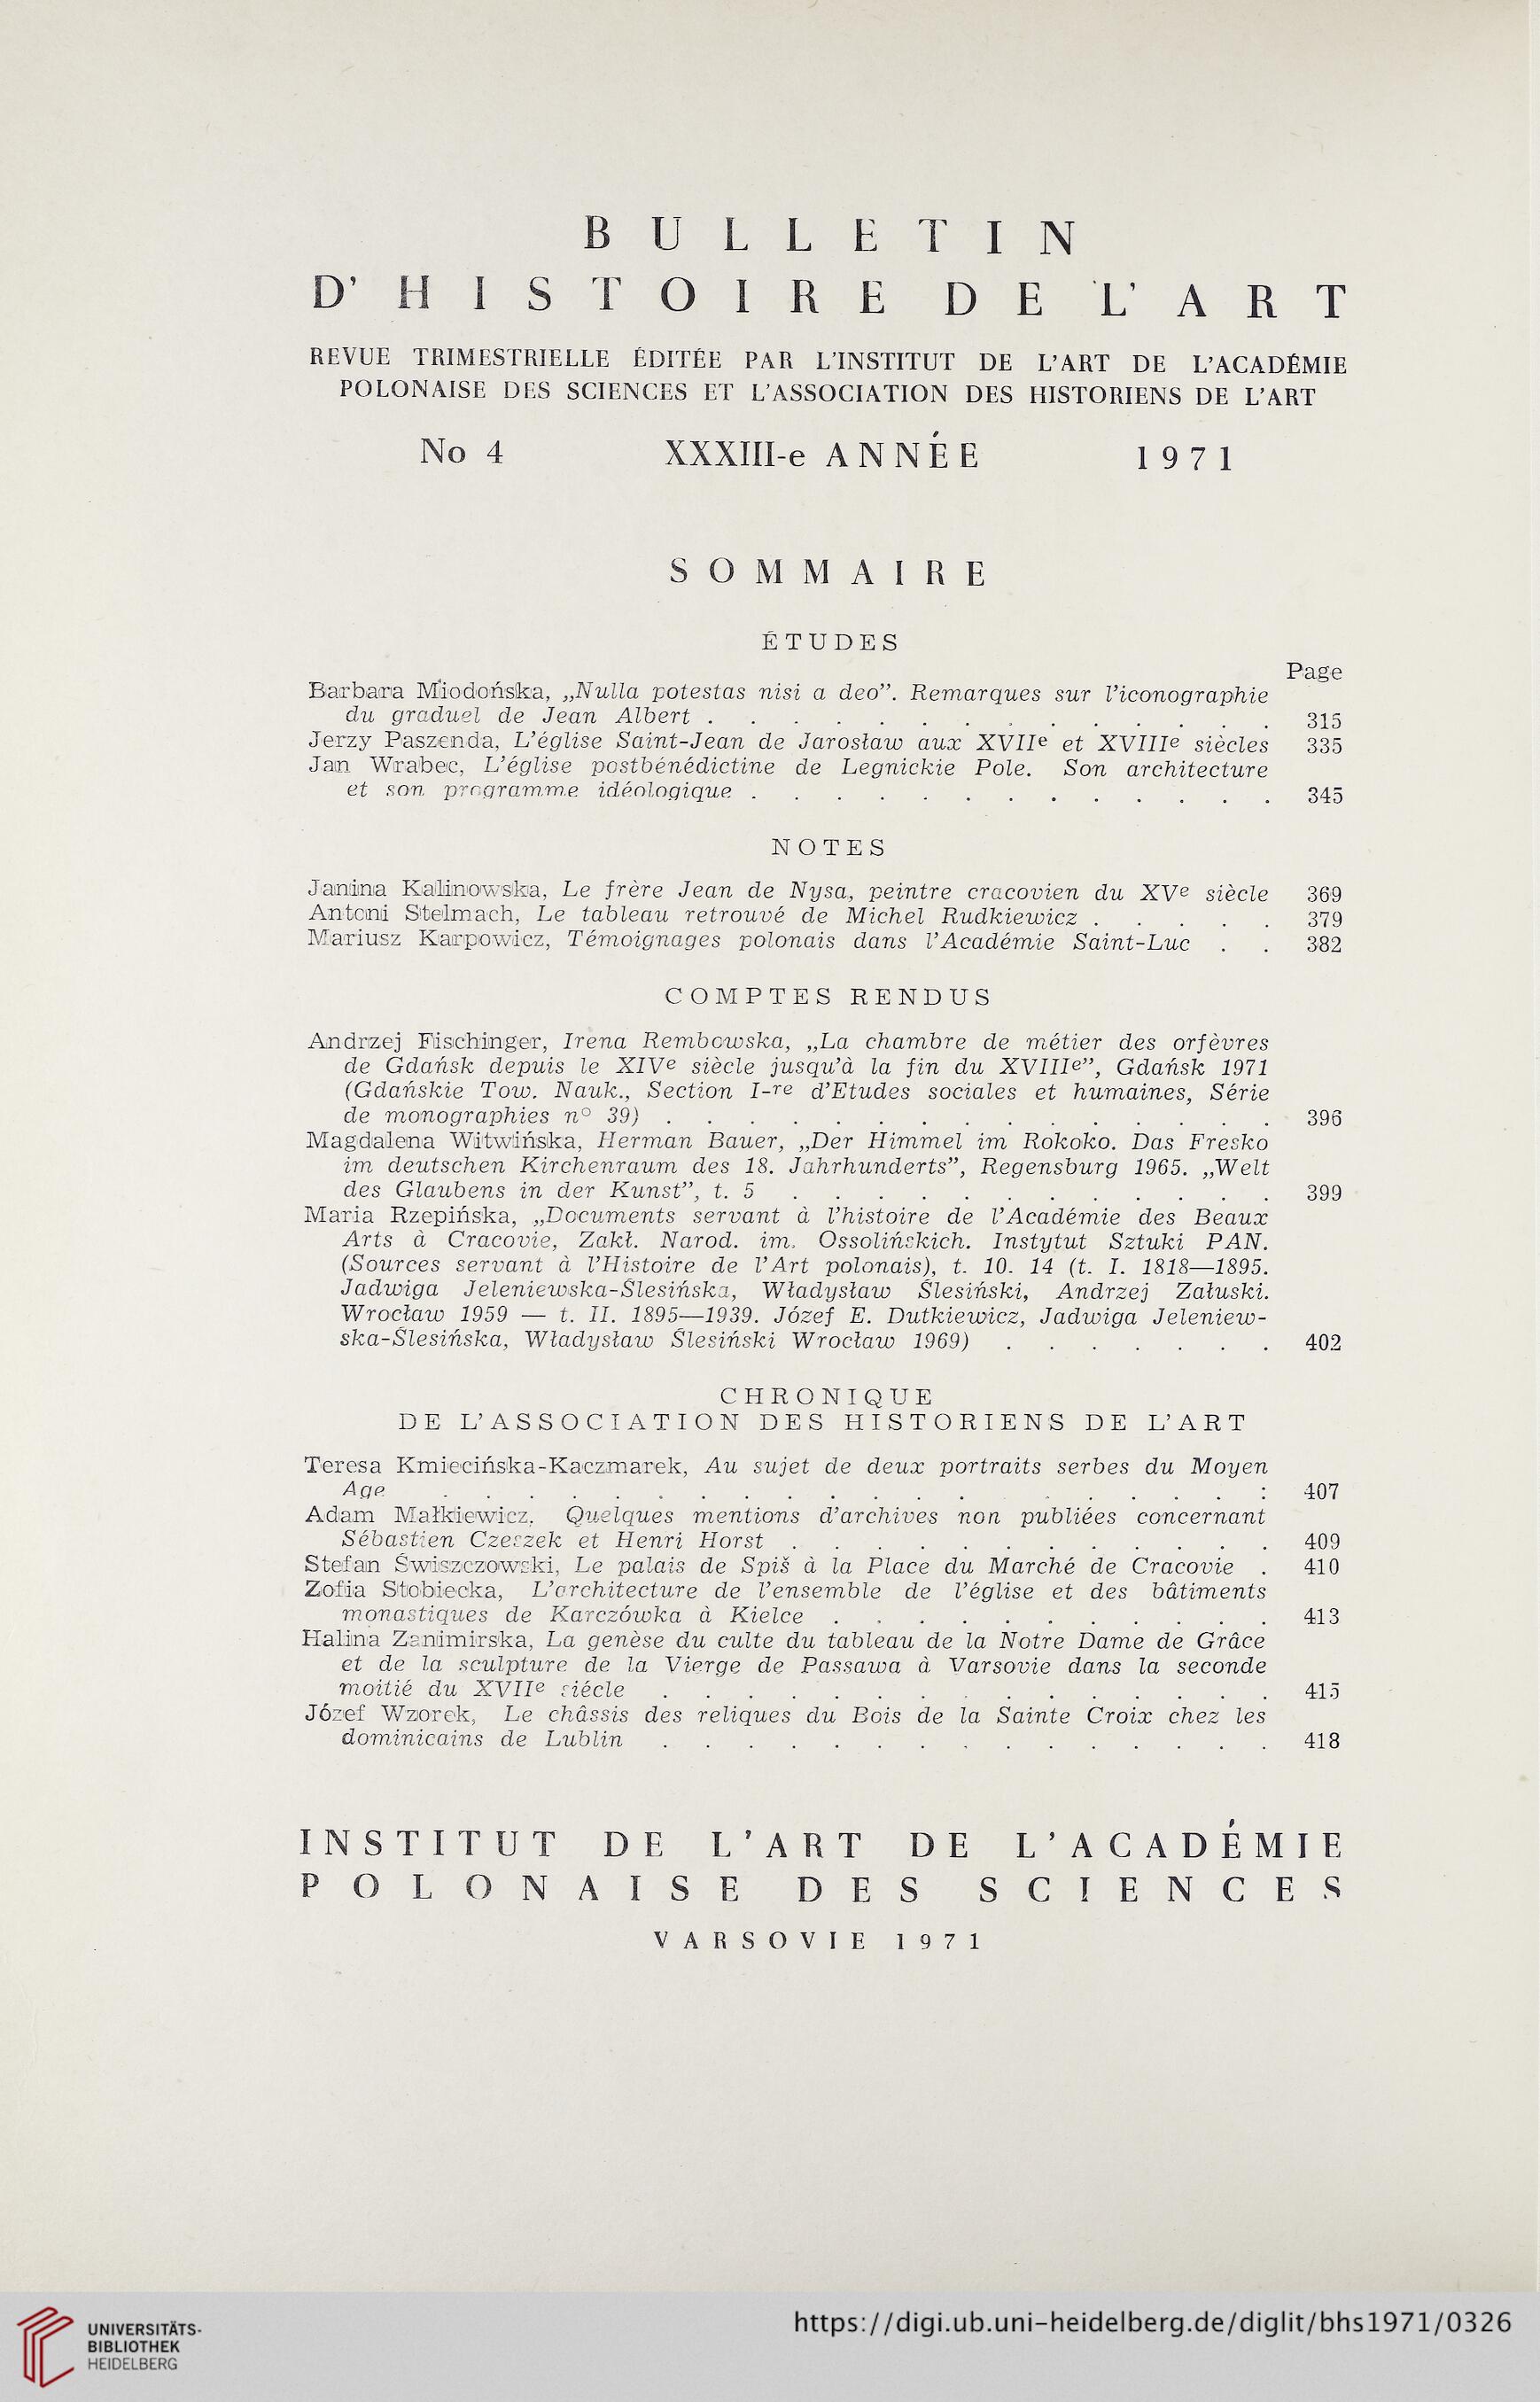 BULLETIN
D'HISTOIRE DE L'ART
REVUE TRIMESTRIELLE ÉDITÉE PAR L'INSTITUT DE L'ART DE L'ACADÉMIE
POLONAISE DES SCIENCES ET L'ASSOCIATION DES HISTORIENS DE L'ART
No 4 XXXIII-e ANNÉE 1971
SOMMAIRE
ÉTUDES
Page
Barbara Miodońska, „Nulla potestas nisi a deo”. Remarques sur l'iconographie
du graduel de Jean Albert . . . . . . . . . . . . . . 315
Jerzy Paszenda, L'église Saint-Jean de Jarosław aux XVIIe et XVIIIe siècles 335
Jan Wrabec, L'église postbénédictine de Legnickie Pole. Son architecture
et son programme idéologique . . . . . . . . . . . . . 345
NOTES
Janina Kalinowska, Le frère Jean de Nysa, peintre cracovien du XVe siècle 369
Antoni Stelmach, Le tableau retrouvé de Michel Rudkiewicz . . . . . 379
Mariusz Karpowicz, Témoignages polonais dans l'Académie Saint-Luc . . 382
COMPTES RENDUS
Andrzej Fischinger, Irena Rembowska, „La chambre de métier des orfèvres
de Gdańsk depuis le XIVe siècle jusqu'à la fin du XVIIIe”, Gdańsk 1971
(Gdańskie Tow. Nauk., Section I-re d'Etudes sociales et humaines, Série
de monographies n° 39) . . . . . . . . . . . . . . . 396
Magdalena Witwińska, Herman Bauer, „Der Himmel im Rokoko. Das Fresko
im deutschen Kirchenraum des 18. Jahrhunderts”, Regensburg 1965. „Welt
des Glaubens in der Kunst”, t. 5 . . . . . . . . . . . . 399
Maria Rzepińska, „Documents servant à l'histoire de l'Académie des Beaux
Arts à Cracovie, Zakł. Narod. im. Ossolińskich. Instytut Sztuki PAN.
(Sources servant à l'Histoire de l'Art polonais), t. 10. 14 (t. I. 1818—1895.
Jadwiga Jeleniewska-Ślesińska, Władysław Ślesiński, Andrzej Załuski.
Wrocław 1959 — t. II. 1895—1939. Józef E. Dutkiewicz, Jadwiga Jeleniew-
ska-Ślesińska, Władysław Ślesiński Wrocław 1969) . . . . . . . 402
CHRONIQUE
DE L'ASSOCIATION DES HISTORIENS DE L'ART
Teresa Kmiecińska-Kaczmarek, Au sujet de deux portraits serbes du Moyen
Age . . . . . . . . . . . . . . . . . . . : 407
Adam Małkiewicz, Quelques mentions d'archives non publiées concernant
Sébastien Czeszek et Henri Horst . . . . . . . . . . . . 409
Stefan Świszczowski, Le palais de Spiš à la Place du Marché de Cracovie . 410
Zofia Stobiecka, L'architecture de l'ensemble de l'église et des bâtiments
monastiques de Karczówka à Kielce . . . . . . . . . . . 413
Halina Zanimirska, La genèse du culte du tableau de la Notre Dame de Grâce
et de la sculpture de la Vierge de Passawa à Varsovie dans la seconde
moitié du XVIIe siécle . . . . . . . . . . . . . . . 415
Józef Wzorek, Le châssis des reliques du Bois de la Sainte Croix chez les
dominicains de Lublin . . . . . . . . . . . . . . . 418
INSTITUT DE L'ART DE L'ACADÉMIE
POLONAISE DES SCIENCES
VARSOVIE 1971
UNIVERSITÄTS-
BIBLIOTHEK
HEIDELBERG
https://digi.ub.uni-heidelberg.de/diglit/bhs1971/0326